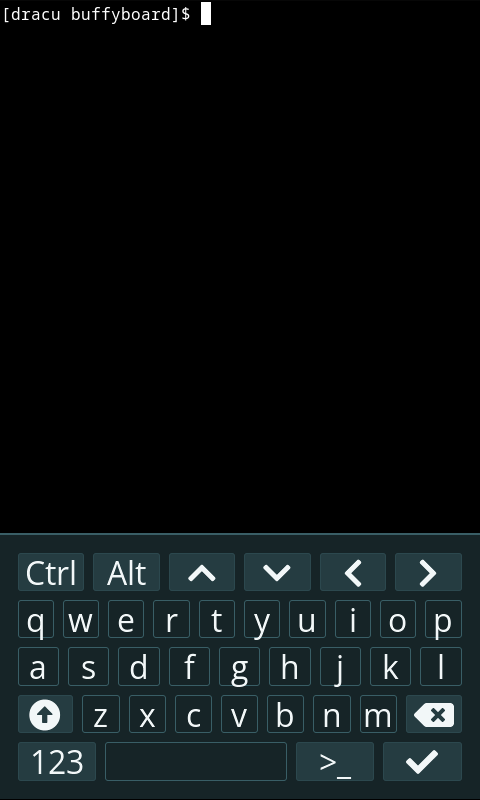 [dracu buffyboard]$
Ctrl Alt
q w e r t y u i o p
a s d f g h j k l
z x c v b n m
123 >_